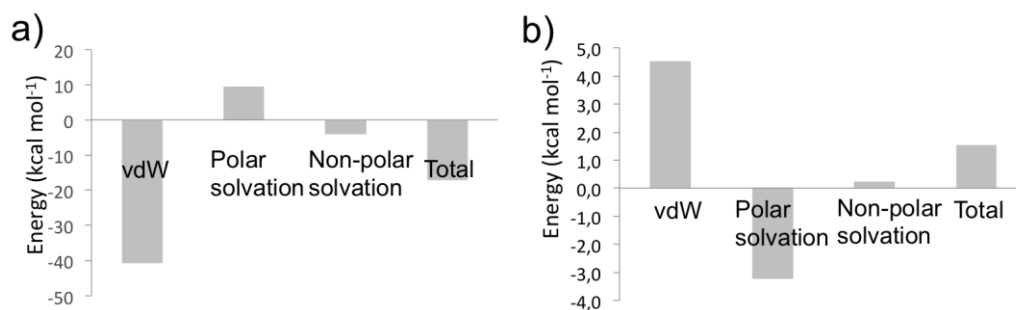 a)
Energy (kcal mol-1)
20
10
0
-10
-20
-30
-40
-50
vdW
Polar
solvation
Non-polar
solvation
Total
b)
Energy (kcal mol-1)
5,0
4,0
3,0
2,0
1,0
0,0
-1,0
-2,0
-3,0
-4,0
vdW
Polar
solvation
Non-polar
solvation
Total